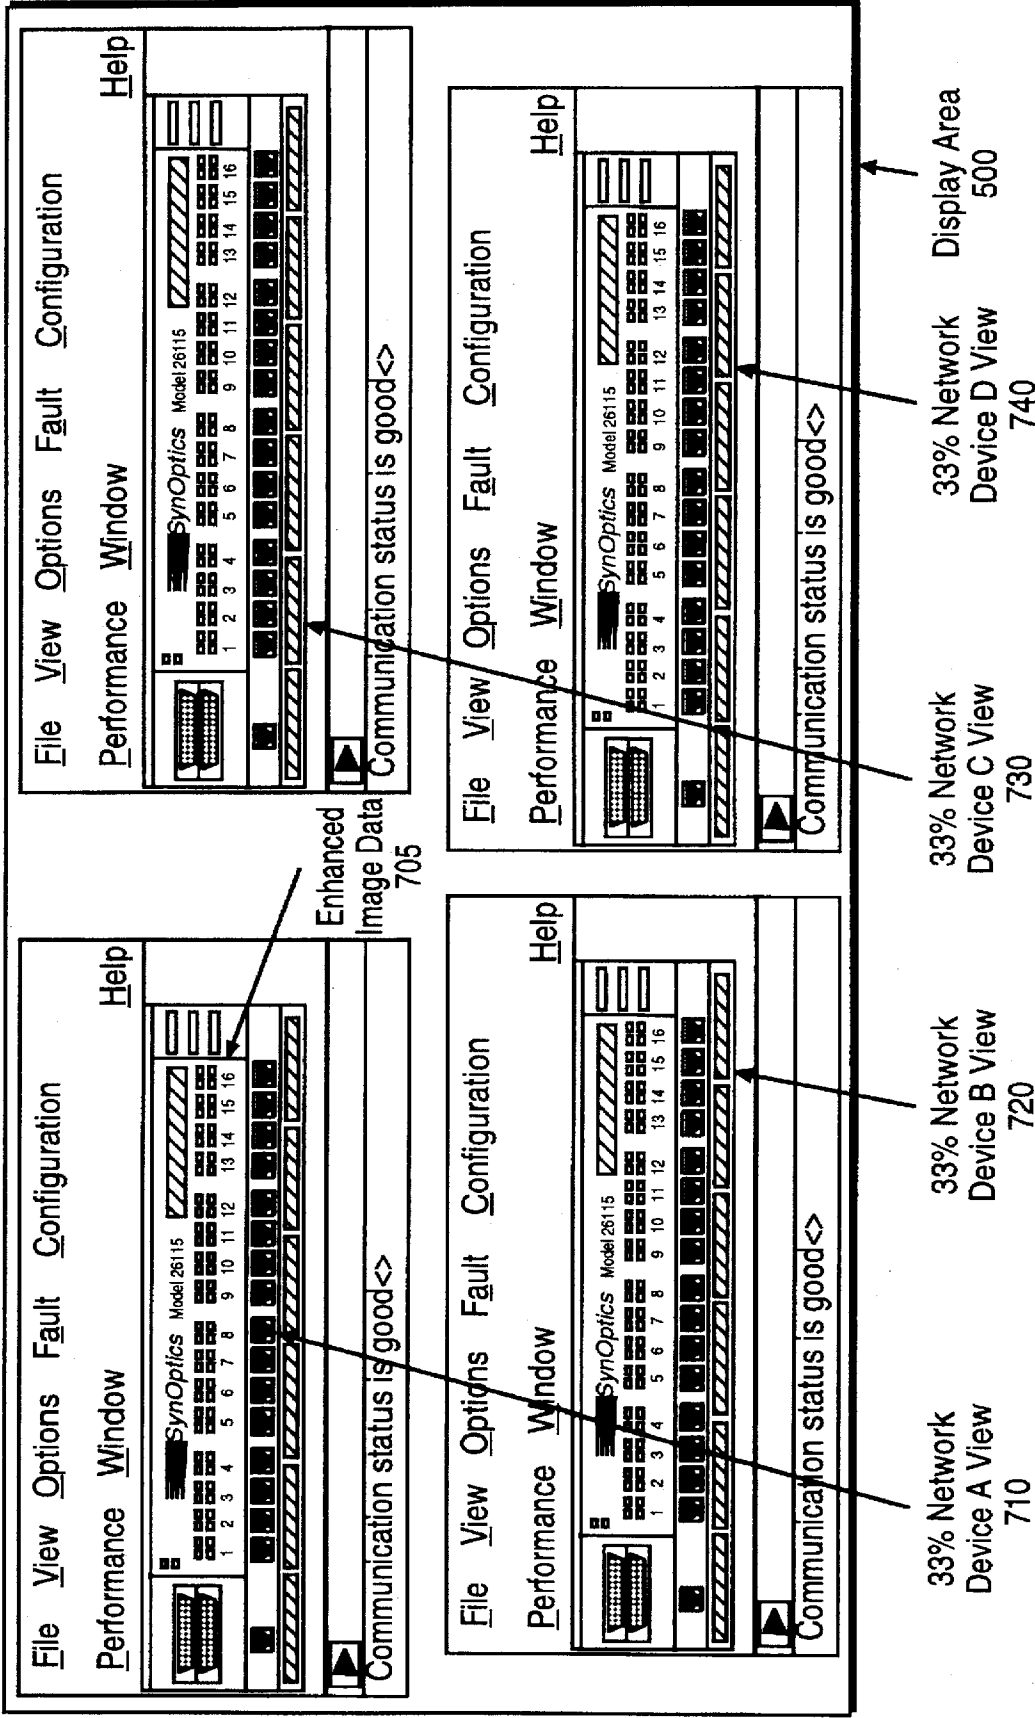 File View Options Fault Configuration
Performance Window Help
SynOptics Model 26115
1 2 3 4 5 6 7 8 9 10 11 12 13 14 15 16
Communication status is good<>
Enhanced
Image Data
705
File View Options Fault Configuration
Performance Window Help
SynOptics Model 26115
1 2 3 4 5 6 7 8 9 10 11 12 13 14 15 16
Communication status is good<>
File View Options Fault Configuration
Performance Window Help
SynOptics Model 26115
1 2 3 4 5 6 7 8 9 10 11 12 13 14 15 16
Communication status is good<>
File View Options Fault Configuration
Performance Window Help
SynOptics Model 26115
1 2 3 4 5 6 7 8 9 10 11 12 13 14 15 16
Communication status is good<>
33% Network
Device A View
710
33% Network
Device B View
720
33% Network
Device C View
730
33% Network
Device D View
740
Display Area
500